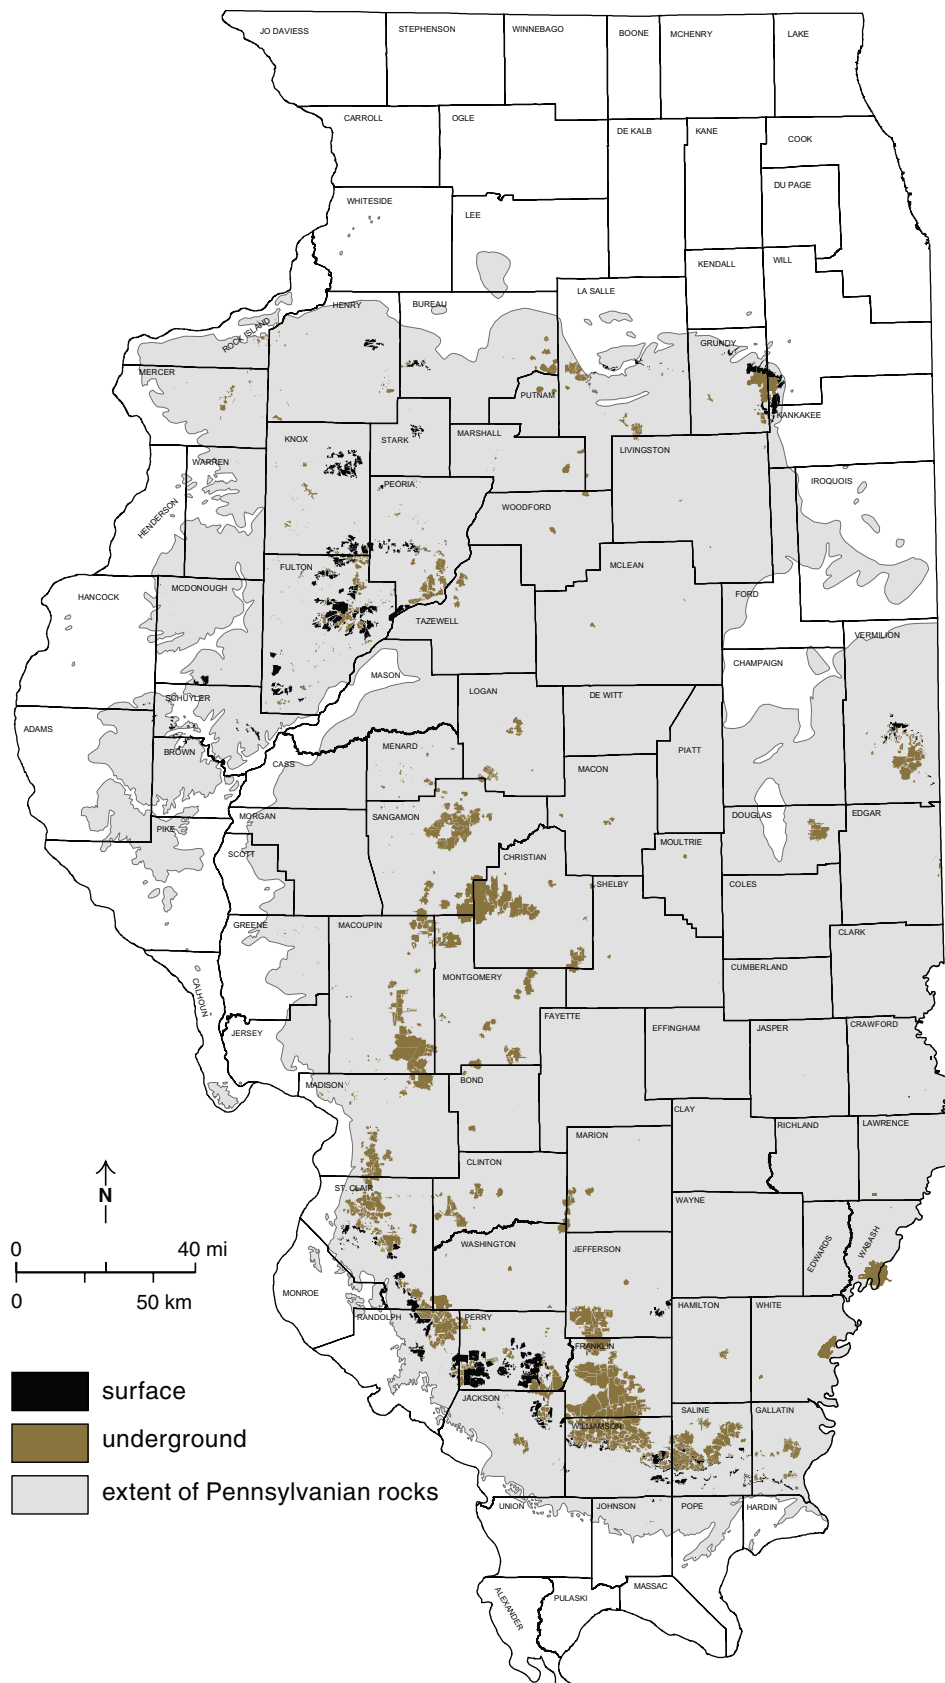 JO DAVIESS
STEPHENSON
WINNEBAGO
BOONE
MCHENRY
LAKE
CARROLL
OGLE
DE KALB
KANE
COOK
DU PAGE
WHITESIDE
LEE
KENDALL
WILL
LA SALLE
HENRY
BUREAU
ROCK ISLAND
GRUNDY
MERCER
PUTNAM
KANKAKEE
KNOX
STARK
MARSHALL
LIVINGSTON
WARREN
PEORIA
IROQUOIS
HENDERSON
WOODFORD
FULTON
MCLEAN
HANCOCK
MCDONOUGH
FORD
TAZEWELL
VERMILION
MASON
CHAMPAIGN
SCHUYLER
LOGAN
DE WITT
ADAMS
BROWN
MENARD
PIATT
CASS
MACON
MORGAN
SANGAMON
DOUGLAS
EDGAR
PIKE
SCOTT
CHRISTIAN
MOULTRIE
SHELBY
COLES
GREENE
MACOUPIN
CLARK
CALHOUN
MONTGOMERY
CUMBERLAND
FAYETTE
JERSEY
EFFINGHAM
JASPER
CRAWFORD
MADISON
BOND
CLAY
RICHLAND
LAWRENCE
MARION
CLINTON
ST. CLAIR
WAYNE
N
EDWARDS
WABASH
WASHINGTON
JEFFERSON
0
40 mi
0
50 km
MONROE
RANDOLPH
PERRY
HAMILTON
WHITE
FRANKLIN
surface
JACKSON
SALINE
GALLATIN
WILLIAMSON
underground
extent of Pennsylvanian rocks
UNION
JOHNSON
POPE
HARDIN
ALEXANDER
PULASKI
MASSAC